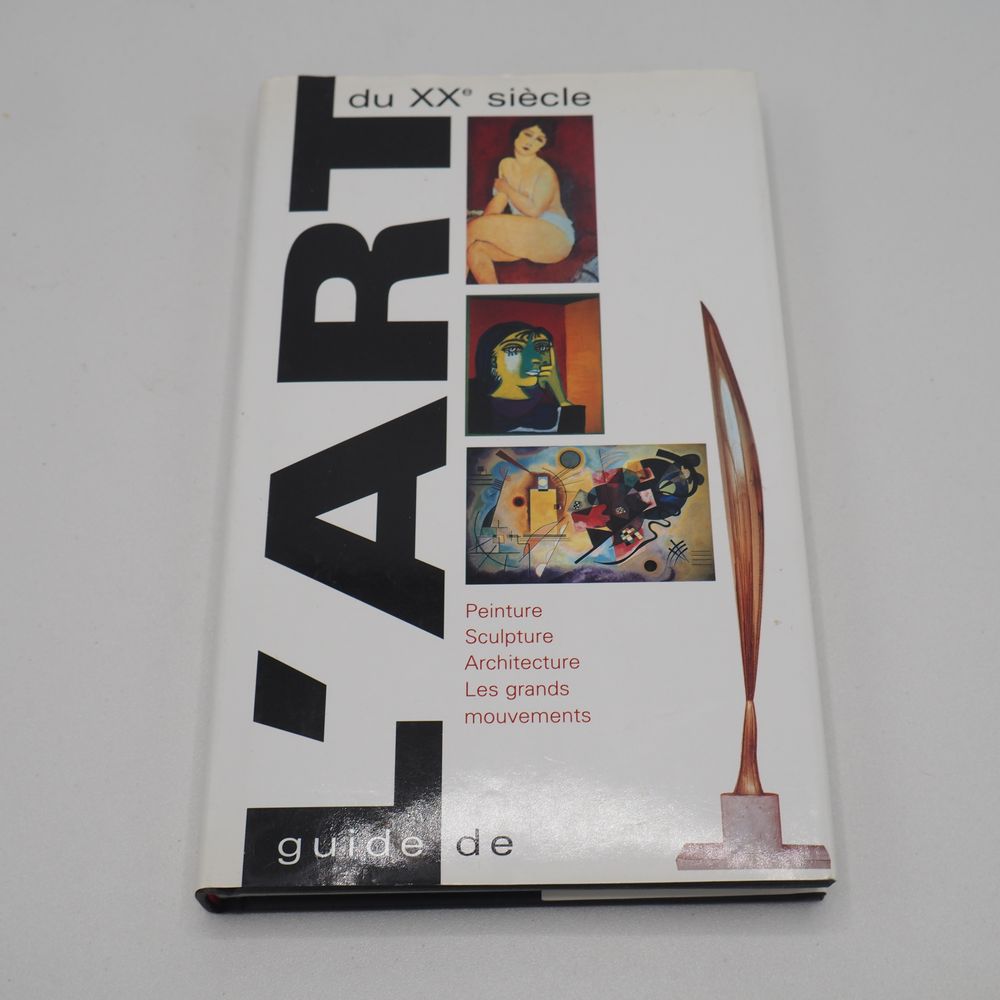 guide de
L'ART
du XXe siècle
Peinture
Sculpture
Architecture
Les grands
mouvements